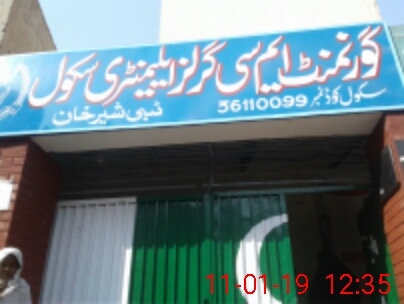 گورنمنٹ ایم سی گرلز ایلیمنٹری سکول
سکول کوڈ نمبر 36110099 نبی شیر خان
11-01-19 12:35